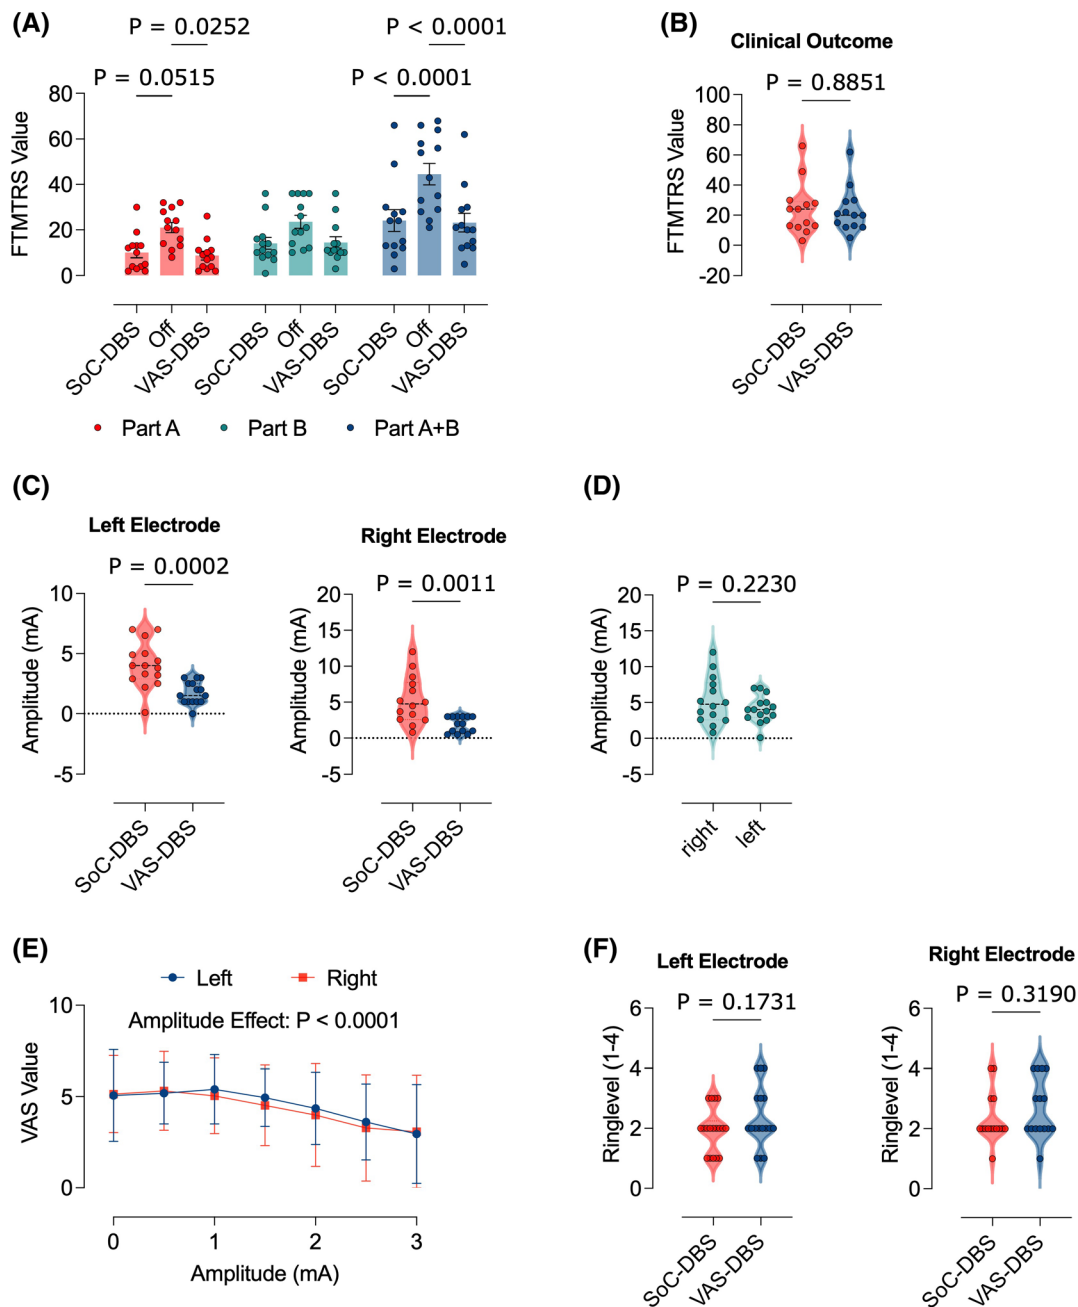 (A)
P = 0.0252
P < 0.0001
P = 0.0515
P < 0.0001
FTMTRS Value
80
60
40
20
0
SoC-DBS
Off
VAS-DBS
SoC-DBS
Off
VAS-DBS
SoC-DBS
Off
VAS-DBS
Part A
Part B
Part A+B
(B)
Clinical Outcome
P = 0.8851
FTMTRS Value
100
80
60
40
20
0
-20
SoC-DBS
VAS-DBS
(C)
Left Electrode
P = 0.0002
Amplitude (mA)
10
5
0
-5
SoC-DBS
VAS-DBS
Right Electrode
P = 0.0011
Amplitude (mA)
20
15
10
5
0
-5
SoC-DBS
VAS-DBS
(D)
P = 0.2230
Amplitude (mA)
20
15
10
5
0
-5
right
left
(E)
Left
Right
Amplitude Effect: P < 0.0001
VAS Value
10
5
0
0
1
2
3
Amplitude (mA)
(F)
Left Electrode
P = 0.1731
Ringlevel (1-4)
6
4
2
0
SoC-DBS
VAS-DBS
Right Electrode
P = 0.3190
Ringlevel (1-4)
6
4
2
0
SoC-DBS
VAS-DBS